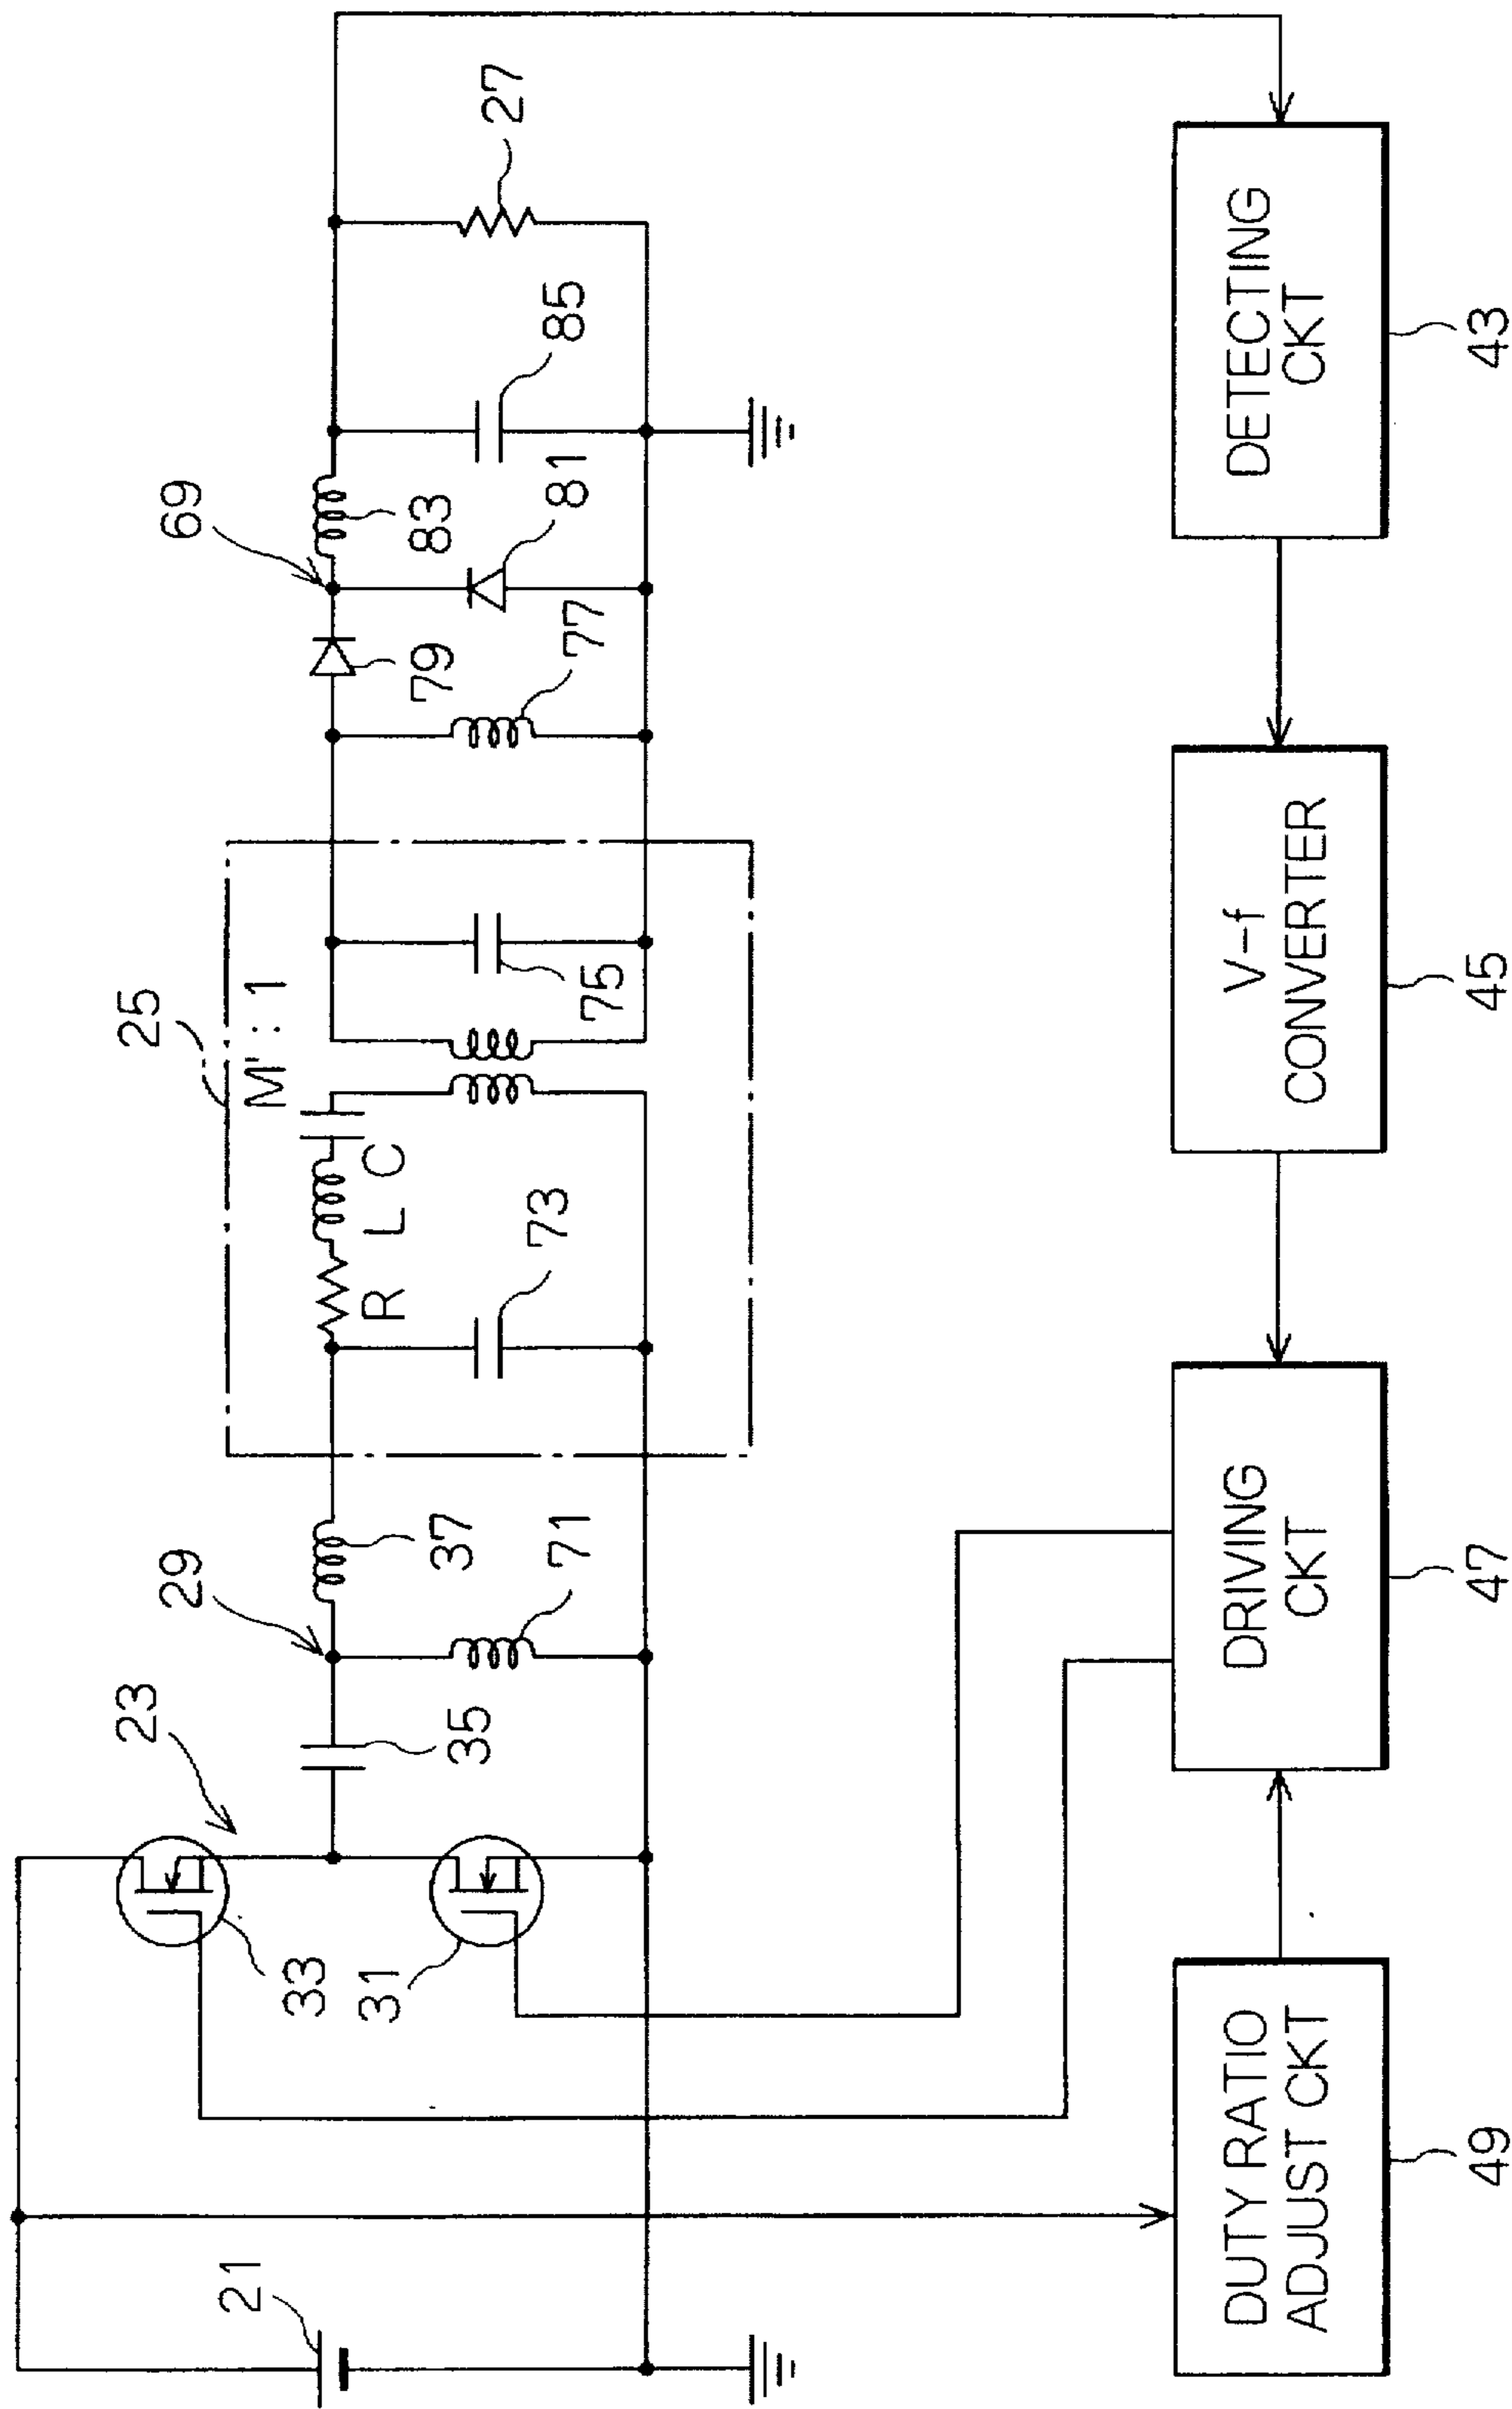 21
23
33
31
35
29
37
71
25
M' : 1
R L C
73
75
77
79
69
81
83
85
27
DUTY RATIO
ADJUST CKT
49
DRIVING
CKT
47
V-f
CONVERTER
45
DETECTING
CKT
43